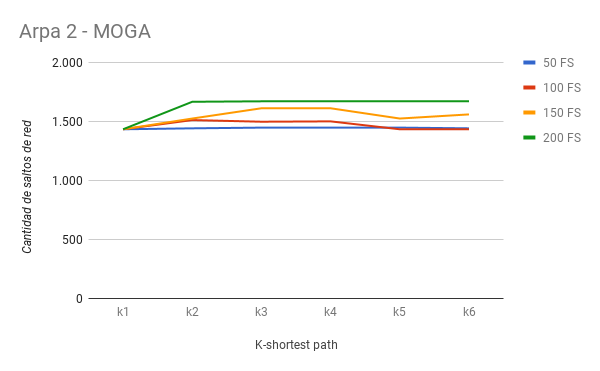 Arpa 2 - MOGA
2.000
1.500
1.000
500
0
Cantidad de saltos de red
k1 k2 k3 k4 k5 k6
K-shortest path
50 FS
100 FS
150 FS
200 FS